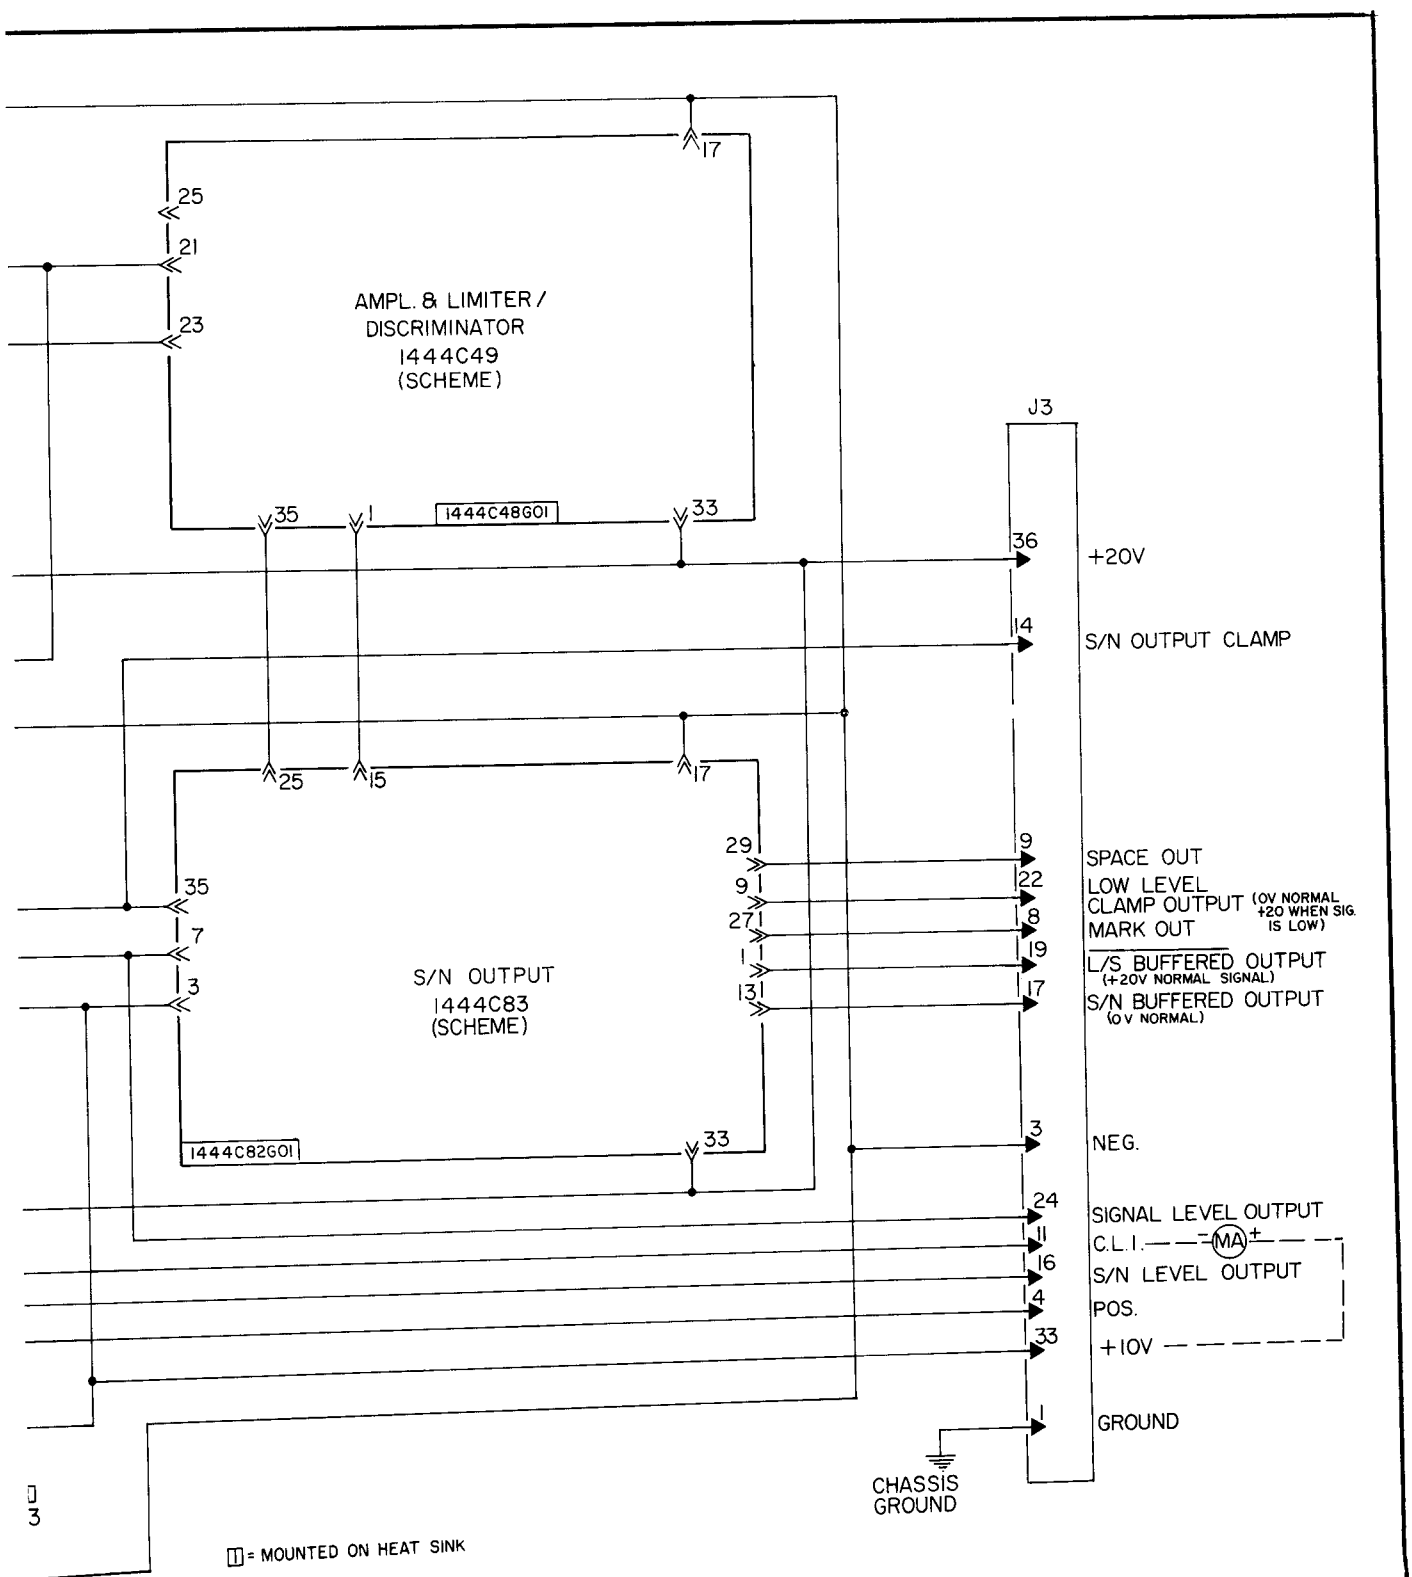 17
25
21
23
AMPL. & LIMITER /
DISCRIMINATOR
1444C49
(SCHEME)
35
1
1444C48G01
33
J3
36
+20V
14
S/N OUTPUT CLAMP
25
15
17
35
7
3
29
9
27
1
13
S/N OUTPUT
1444C83
(SCHEME)
1444C82G01
33
9
SPACE OUT
22
LOW LEVEL
CLAMP OUTPUT (0V NORMAL
+20 WHEN SIG.
IS LOW)
8
MARK OUT
19
L/S BUFFERED OUTPUT
(+20V NORMAL SIGNAL)
17
S/N BUFFERED OUTPUT
(0V NORMAL)
3
NEG.
24
SIGNAL LEVEL OUTPUT
11
C.L.I. - MA +
16
S/N LEVEL OUTPUT
4
POS.
33
+10V
1
GROUND
CHASSIS
GROUND
3
1 = MOUNTED ON HEAT SINK